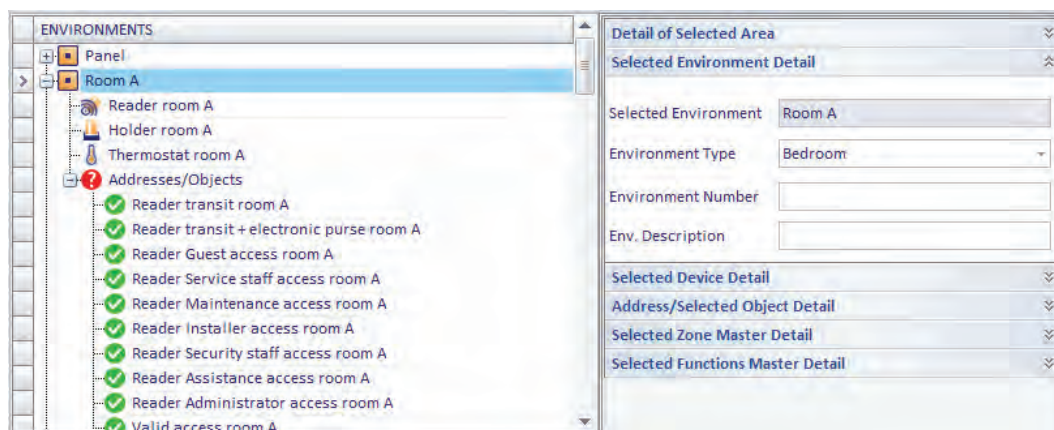 ENVIRONMENTS
Panel
Room A
Reader room A
Holder room A
Thermostat room A
Addresses/Objects
Reader transit room A
Reader transit + electronic purse room A
Reader Guest access room A
Reader Service staff access room A
Reader Maintenance access room A
Reader Installer access room A
Reader Security staff access room A
Reader Assistance access room A
Reader Administrator access room A
Valid access room A
Detail of Selected Area
Selected Environment Detail
Selected Environment Room A
Environment Type Bedroom
Environment Number
Env. Description
Selected Device Detail
Address/Selected Object Detail
Selected Zone Master Detail
Selected Functions Master Detail